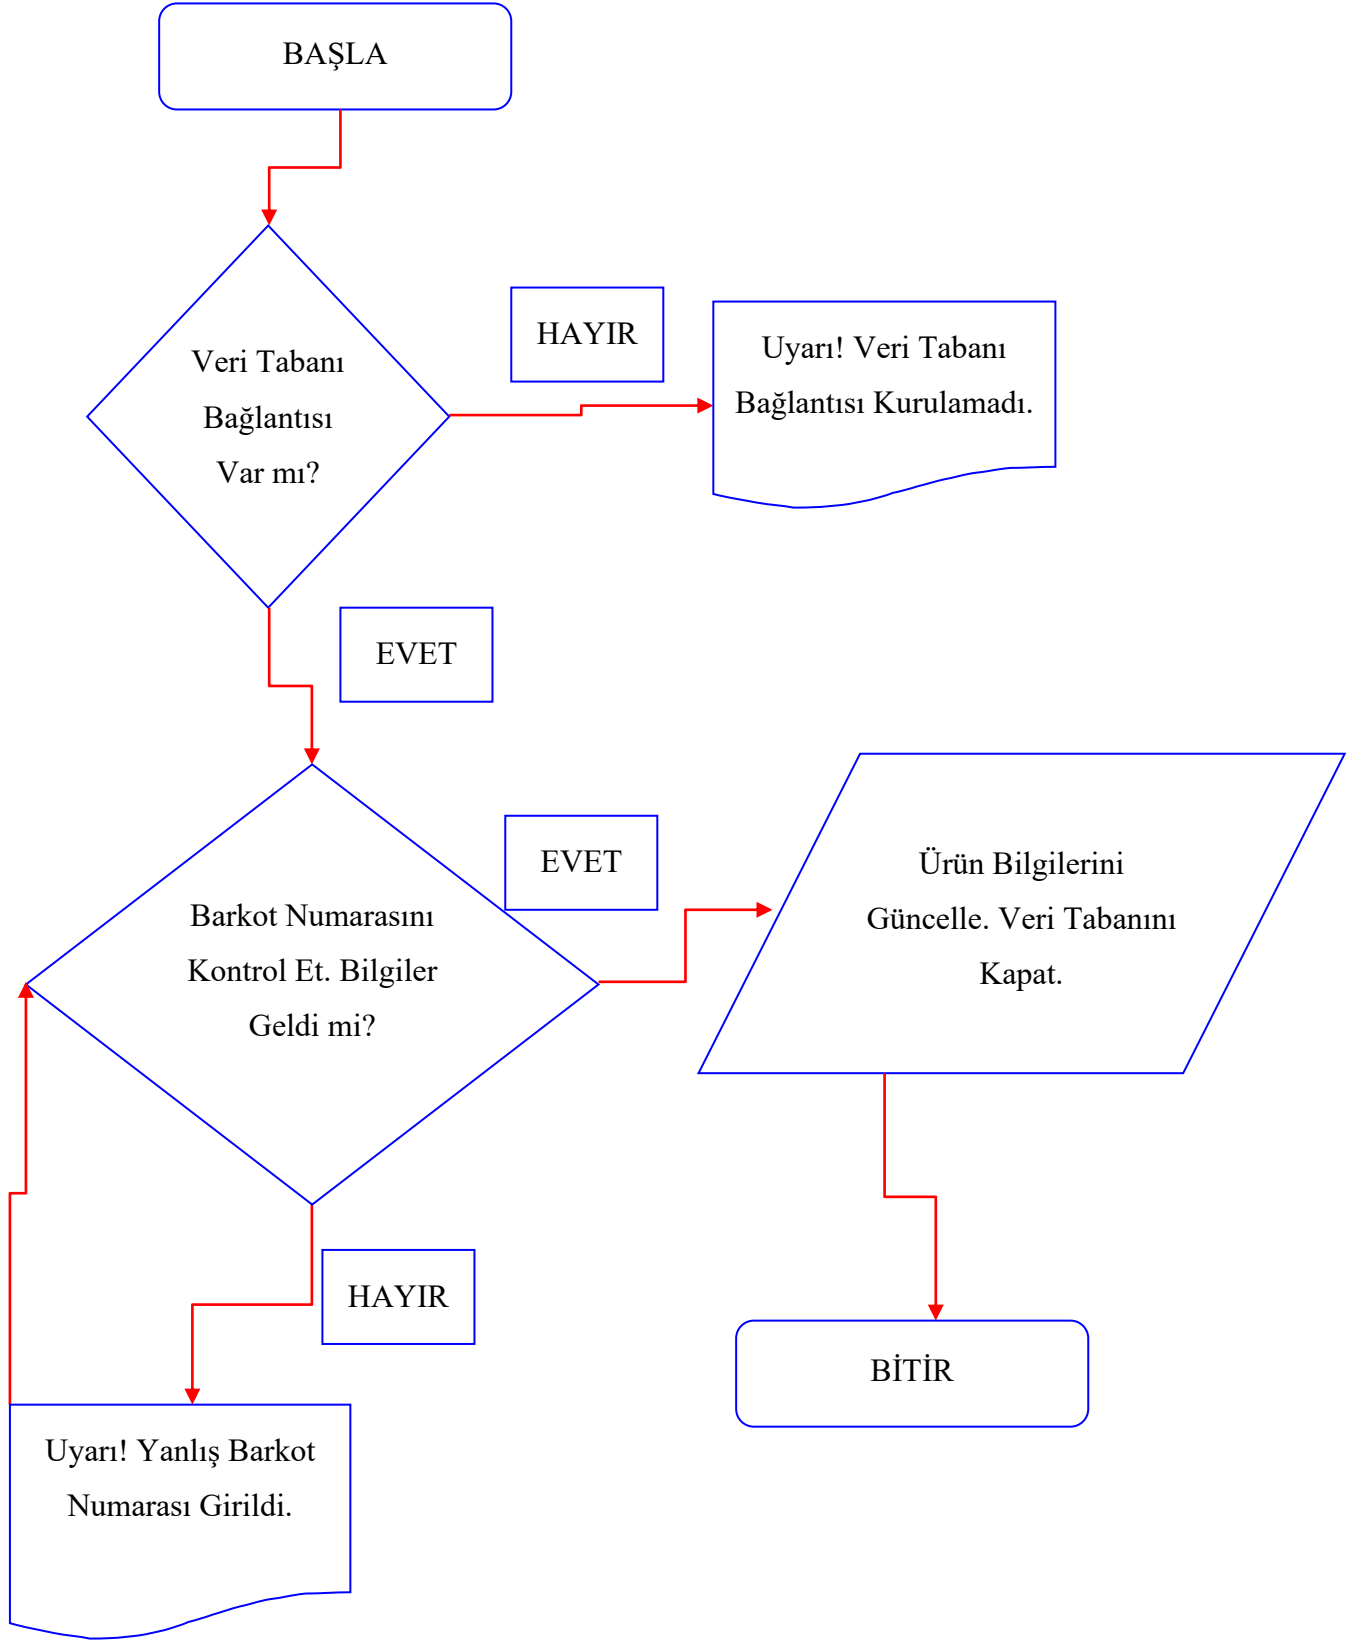 BAŞLA
HAYIR
Uyarı! Veri Tabanı
Bağlantısı Kurulamadı.
Veri Tabanı
Bağlantısı
Var mı?
EVET
EVET
Ürün Bilgilerini
Güncelle. Veri Tabanını
Kapat.
Barkot Numarasını
Kontrol Et. Bilgiler
Geldi mi?
HAYIR
BİTİR
Uyarı! Yanlış Barkot
Numarası Girildi.